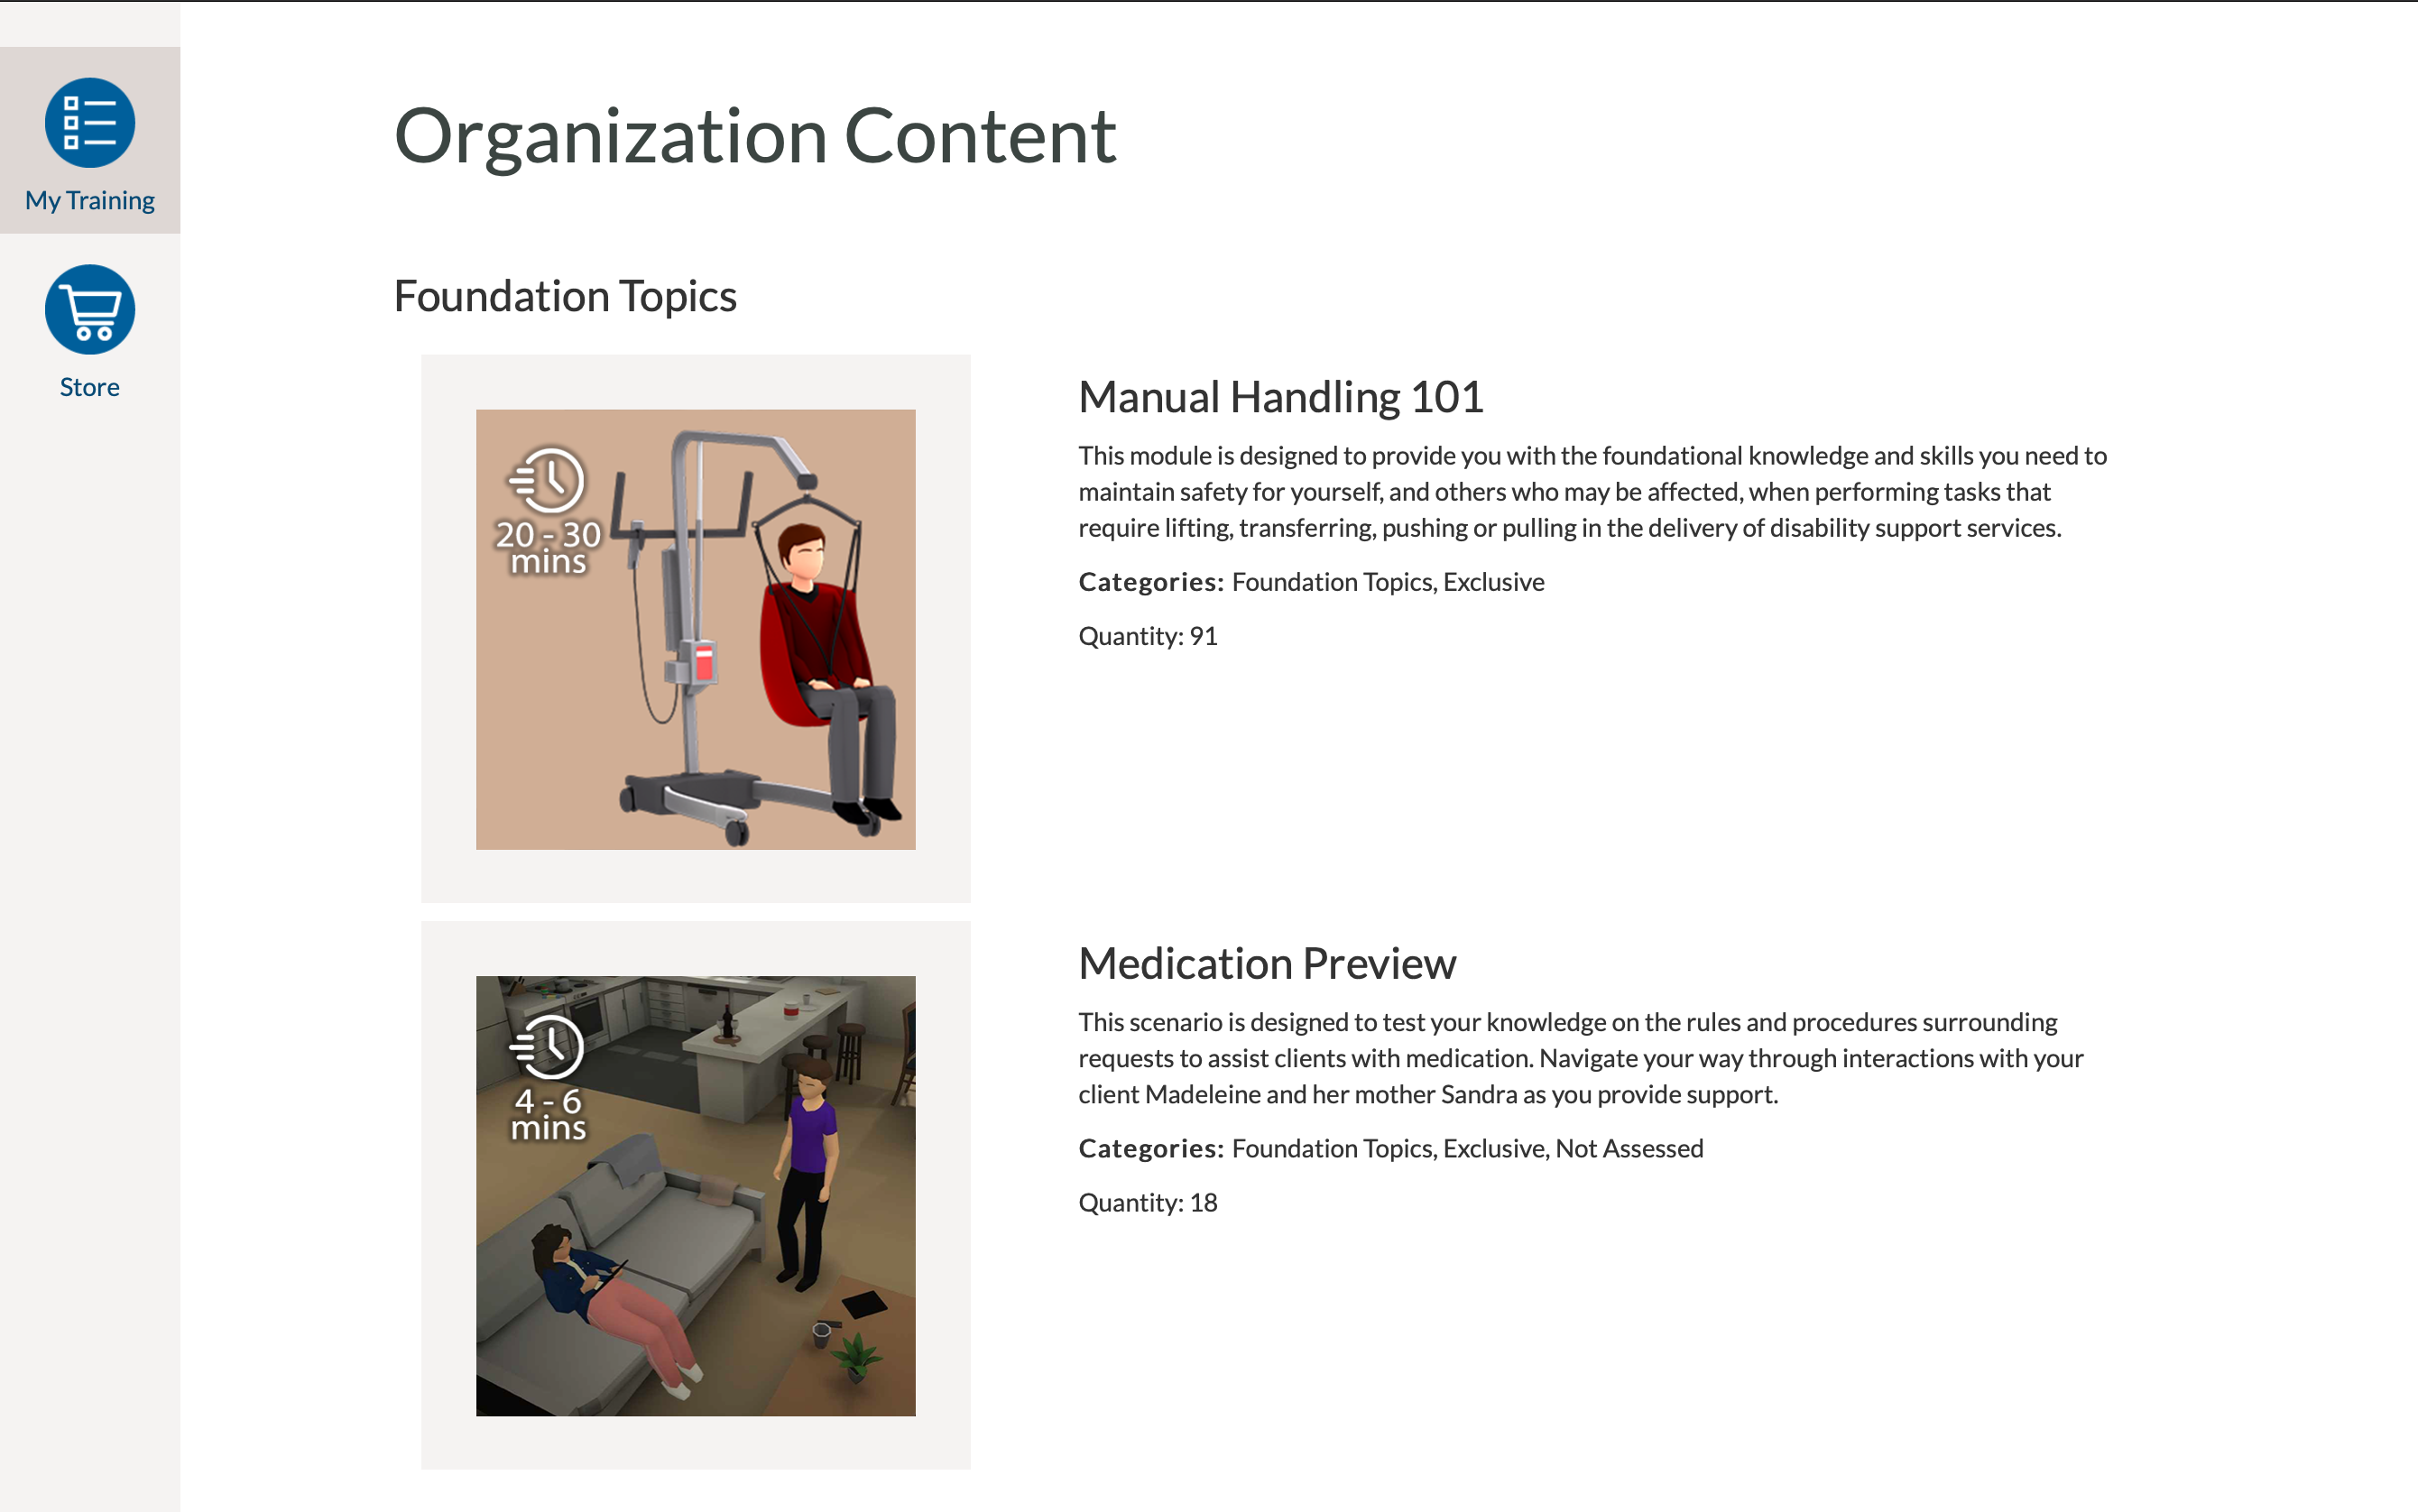 My Training
Store
Organization Content
Foundation Topics
20 - 30
mins
Manual Handling 101
This module is designed to provide you with the foundational knowledge and skills you need to
maintain safety for yourself, and others who may be affected, when performing tasks that
require lifting, transferring, pushing or pulling in the delivery of disability support services.
Categories: Foundation Topics, Exclusive
Quantity: 91
4 - 6
mins
Medication Preview
This scenario is designed to test your knowledge on the rules and procedures surrounding
requests to assist clients with medication. Navigate your way through interactions with your
client Madeleine and her mother Sandra as you provide support.
Categories: Foundation Topics, Exclusive, Not Assessed
Quantity: 18